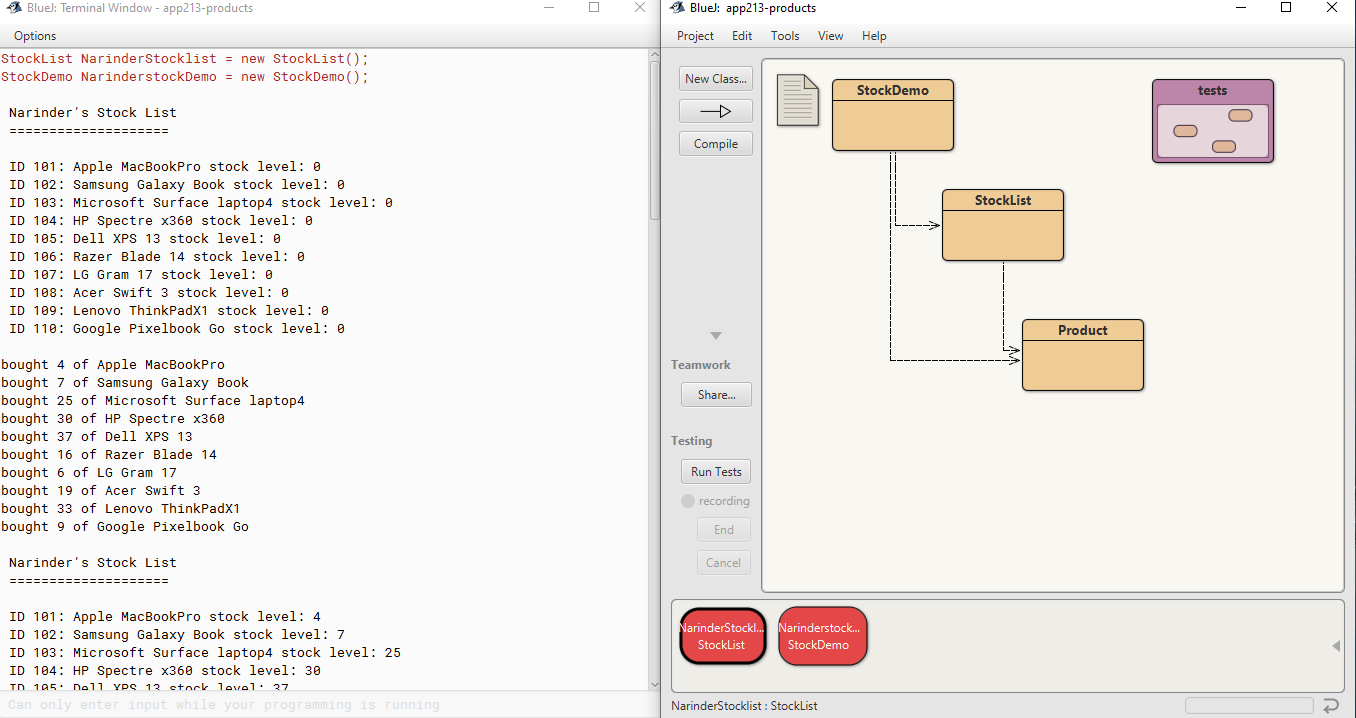 BlueJ: Terminal Window - app213-products
Options
StockList NarinderStocklist = new StockList();
StockDemo NarinderstockDemo = new StockDemo();
Narinder's Stock List
====================
ID 101: Apple MacBookPro stock level: 0
ID 102: Samsung Galaxy Book stock level: 0
ID 103: Microsoft Surface laptop4 stock level: 0
ID 104: HP Spectre x360 stock level: 0
ID 105: Dell XPS 13 stock level: 0
ID 106: Razer Blade 14 stock level: 0
ID 107: LG Gram 17 stock level: 0
ID 108: Acer Swift 3 stock level: 0
ID 109: Lenovo ThinkPadX1 stock level: 0
ID 110: Google Pixelbook Go stock level: 0
bought 4 of Apple MacBookPro
bought 7 of Samsung Galaxy Book
bought 25 of Microsoft Surface laptop4
bought 30 of HP Spectre x360
bought 37 of Dell XPS 13
bought 16 of Razer Blade 14
bought 6 of LG Gram 17
bought 19 of Acer Swift 3
bought 33 of Lenovo ThinkPadX1
bought 9 of Google Pixelbook Go
Narinder's Stock List
====================
ID 101: Apple MacBookPro stock level: 4
ID 102: Samsung Galaxy Book stock level: 7
ID 103: Microsoft Surface laptop4 stock level: 25
ID 104: HP Spectre x360 stock level: 30
ID 105: Dell XPS 13 stock level: 37
Can only enter input while your programming is running
BlueJ: app213-products
Project Edit Tools View Help
New Class...
Compile
Teamwork
Share...
Testing
Run Tests
recording
End
Cancel
StockDemo
tests
StockList
Product
NarinderStockl...
StockList
Narinderstock...
StockDemo
NarinderStocklist : StockList